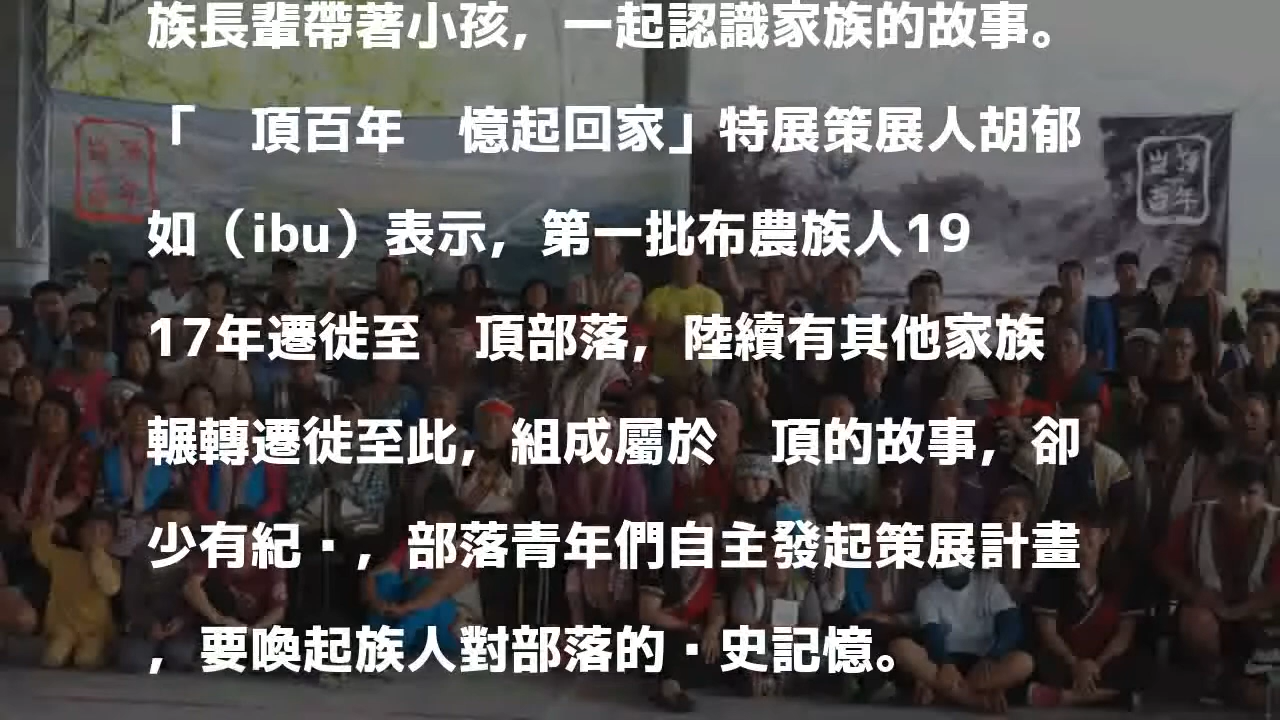 族長輩帶著小孩，一起認識家族的故事。
「　頂百年　憶起回家」特展策展人胡郁
如（ibu）表示，第一批布農族人19
17年遷徙至　頂部落，陸續有其他家族
輾轉遷徙至此，組成屬於　頂的故事，卻
少有紀▪，部落青年們自主發起策展計畫
，要喚起族人對部落的▪史記憶。